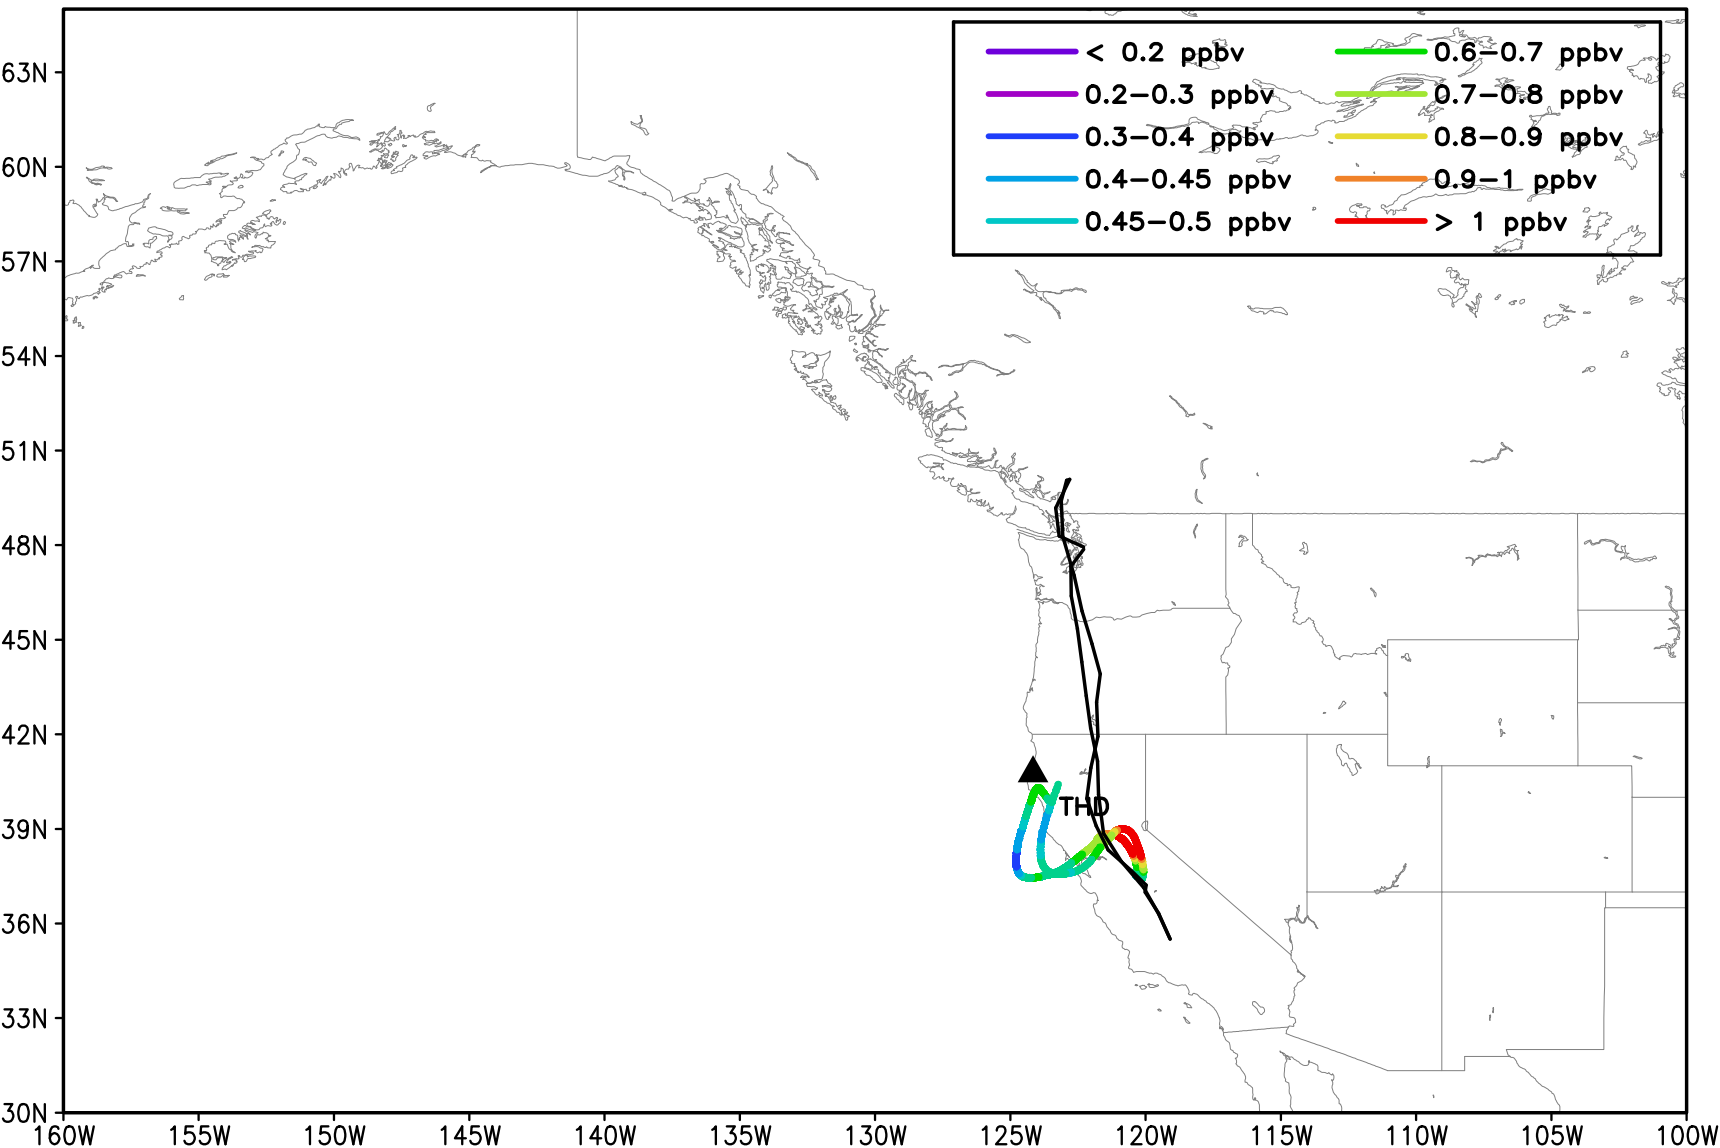 < 0.2 ppbv
0.2-0.3 ppbv
0.3-0.4 ppbv
0.4-0.45 ppbv
0.45-0.5 ppbv
0.6-0.7 ppbv
0.7-0.8 ppbv
0.8-0.9 ppbv
0.9-1 ppbv
> 1 ppbv
63N
60N
57N
54N
51N
48N
45N
42N
39N
36N
33N
30N
THD
160W 155W 150W 145W 140W 135W 130W 125W 120W 115W 110W 105W 100W